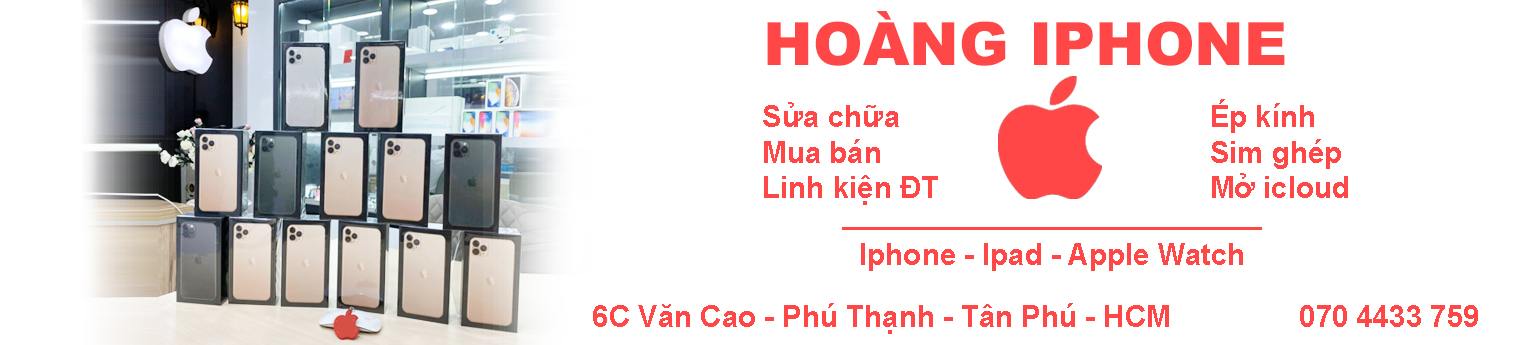 HOÀNG IPHONE
Sửa chữa
Mua bán
Linh kiện ĐT
Ép kính
Sim ghép
Mở icloud
Iphone - Ipad - Apple Watch
6C Văn Cao - Phú Thạnh - Tân Phú - HCM
070 4433 759